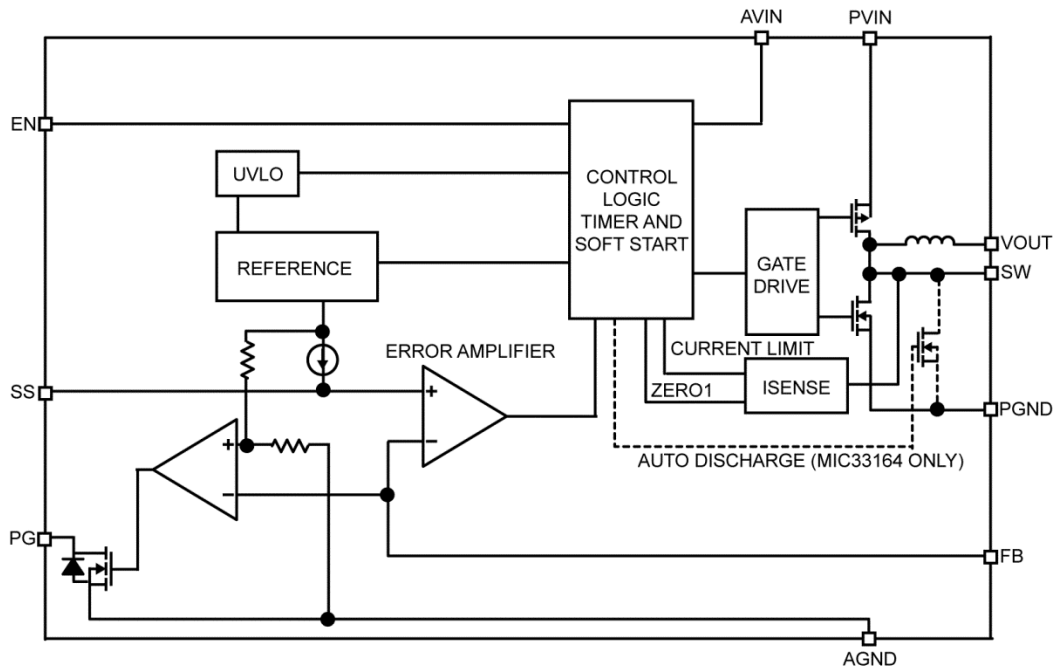 AVIN
PVIN
EN
UVLO
CONTROL
LOGIC
TIMER AND
SOFT START
REFERENCE
GATE
DRIVE
VOUT
SW
ERROR AMPLIFIER
CURRENT LIMIT
SS
+
ZERO1
ISENSE
PGND
+
−
AUTO DISCHARGE (MIC33164 ONLY)
−
PG
FB
AGND